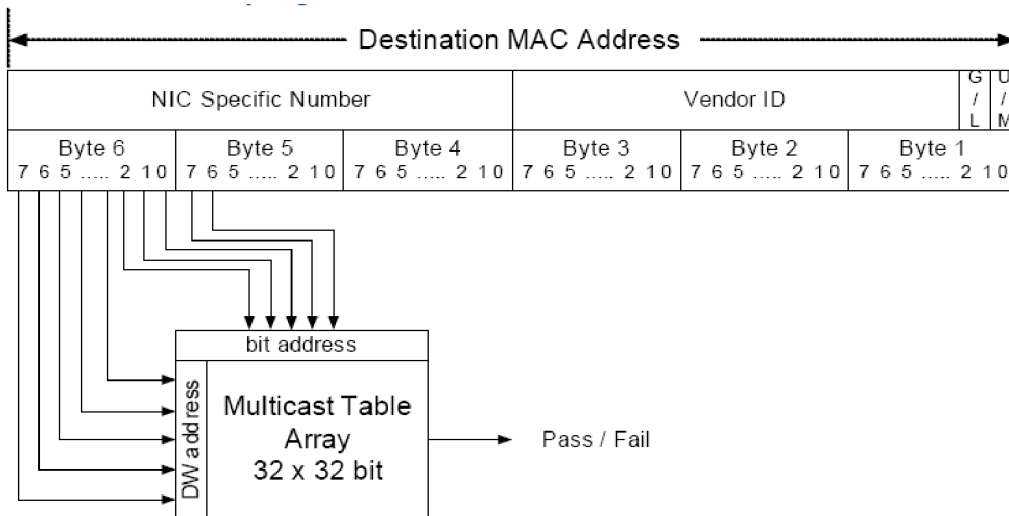 Destination MAC Address
NIC Specific Number
Vendor ID
G / L
U / M
Byte 6
Byte 5
Byte 4
Byte 3
Byte 2
Byte 1
7 6 5 ..... 2 1 0
7 6 5 ..... 2 1 0
7 6 5 ..... 2 1 0
7 6 5 ..... 2 1 0
7 6 5 ..... 2 1 0
7 6 5 ..... 2 1 0
bit address
DW address
Multicast Table
Array
32 x 32 bit
Pass / Fail